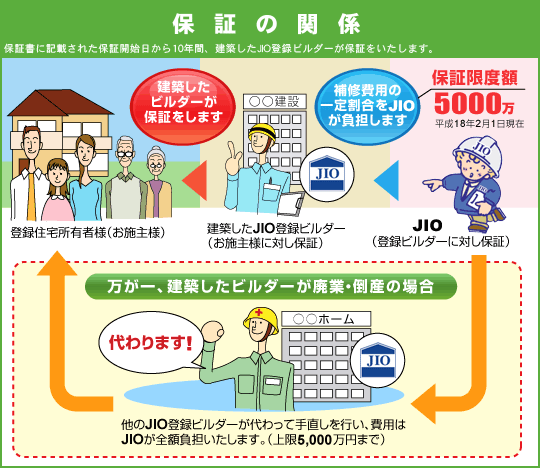 保証の関係
保証書に記載された保証開始日から10年間、建築したJIO登録ビルダーが保証をいたします。
建築した
ビルダーが
保証をします
〇〇建設
JIO
補修費用の
一定割合をJIO
が負担します
保証限度額
5000万
平成18年2月1日現在
JIO
登録住宅所有者様(お施主様)
建築したJIO登録ビルダー
(お施主様に対し保証)
JIO
(登録ビルダーに対し保証)
万が一、建築したビルダーが廃業・倒産の場合
代わります!
〇〇ホーム
JIO
他のJIO登録ビルダーが代わって手直しを行い、費用は
JIOが全額負担いたします。(上限5,000万円まで)